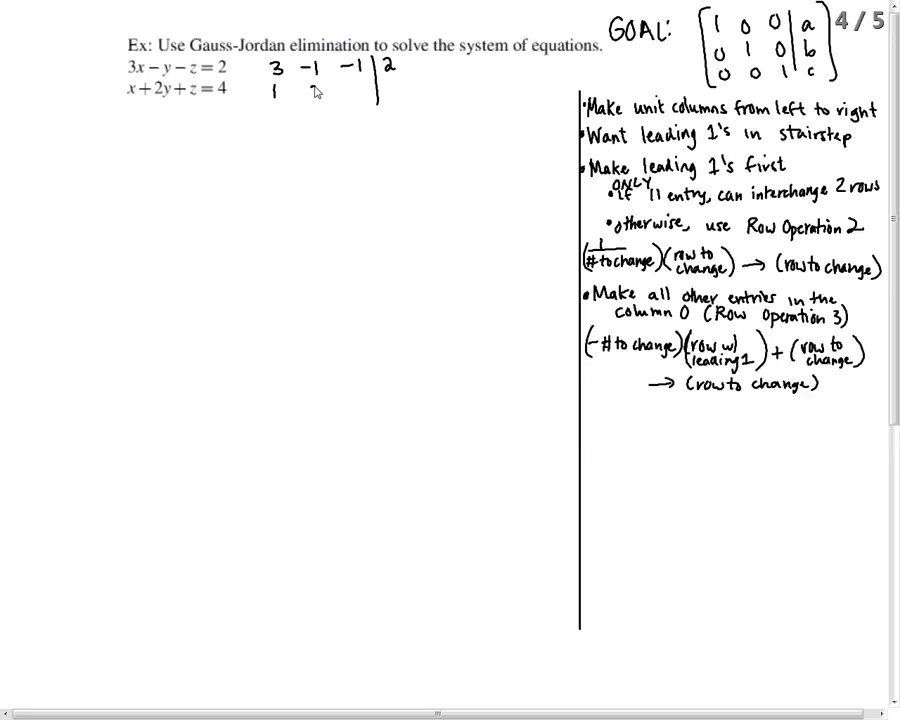 Ex: Use Gauss-Jordan elimination to solve the system of equations.
3x − y − z = 2
x + 2y + z = 4
3 -1 -1 | 2
1
GOAL:
1 0 0 | a
0 1 0 | b
0 0 1 | c
4 / 5
• Make unit columns from left to right
• Want leading 1's in stairstep
• Make leading 1's first
ONLY
• If 11 entry, can interchange 2 rows
• otherwise, use Row Operation 2
(1/# to change)(row to change) → (row to change)
• Make all other entries in the
column 0 (Row Operation 3)
(-# to change)(row w/ leading 1) + (row to change)
→ (row to change)